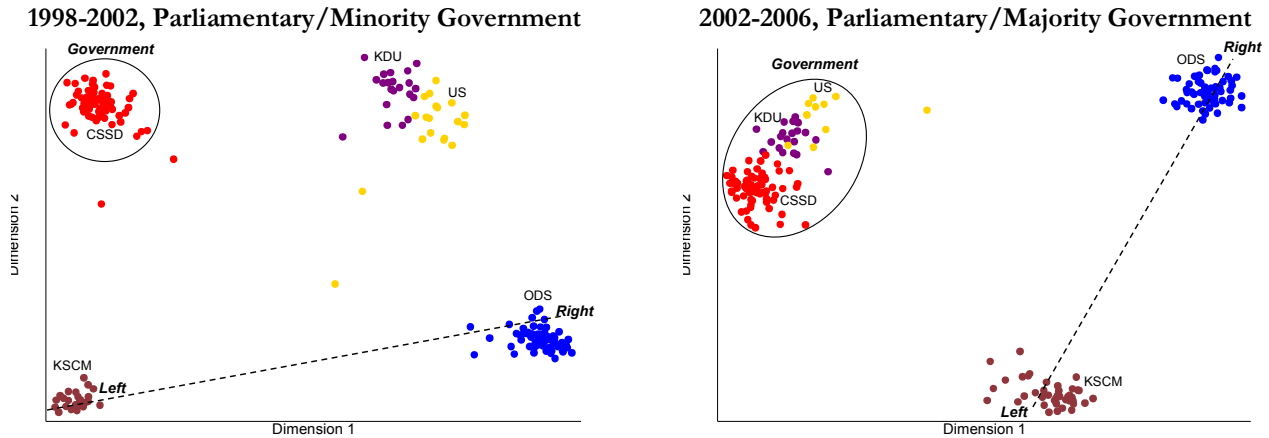 1998-2002, Parliamentary/Minority Government
Government
KDU
US
CSSD
ODS
Right
KSCM
Left
Dimension 2
Dimension 1
2002-2006, Parliamentary/Majority Government
Right
ODS
Government
US
KDU
CSSD
KSCM
Left
Dimension 2
Dimension 1